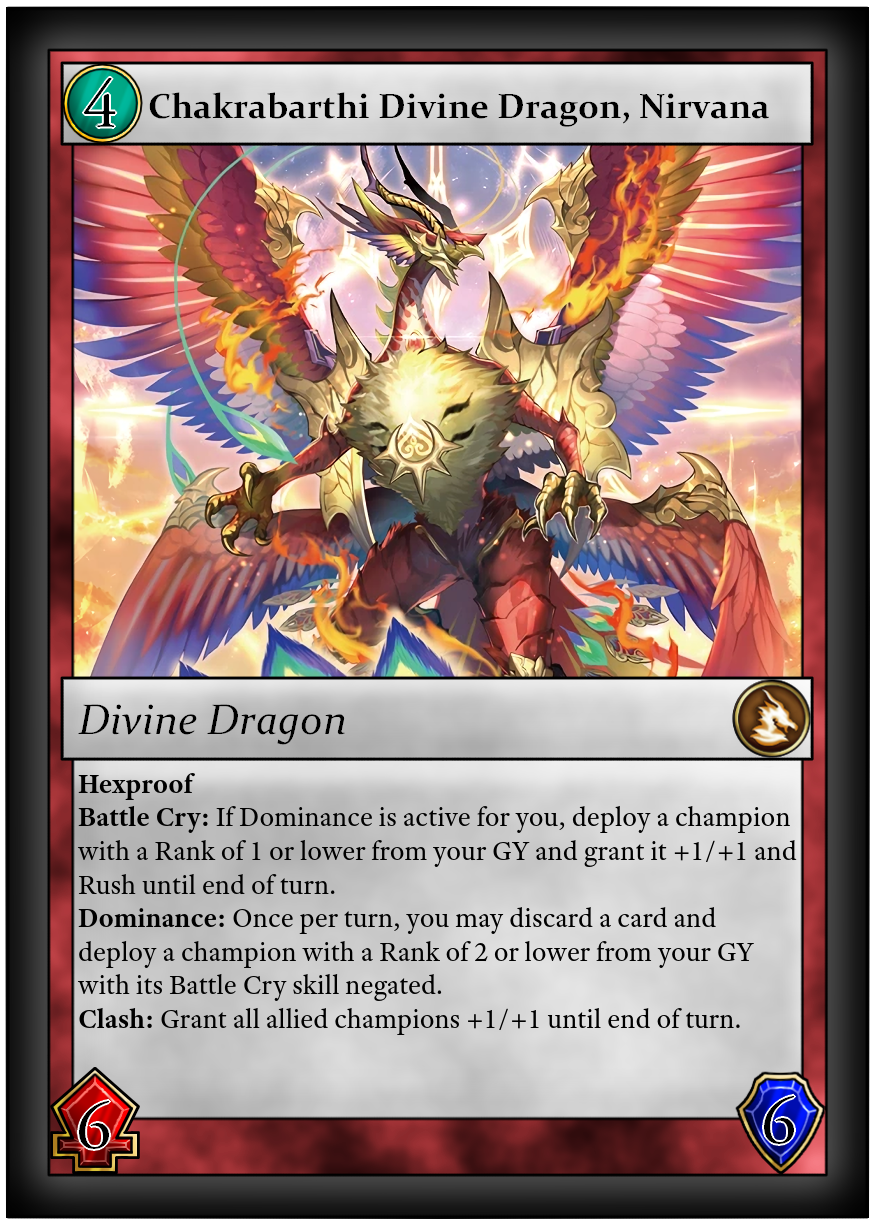 4 Chakrabarthi Divine Dragon, Nirvana
Divine Dragon
Hexproof
Battle Cry: If Dominance is active for you, deploy a champion
with a Rank of 1 or lower from your GY and grant it +1/+1 and
Rush until end of turn.
Dominance: Once per turn, you may discard a card and
deploy a champion with a Rank of 2 or lower from your GY
with its Battle Cry skill negated.
Clash: Grant all allied champions +1/+1 until end of turn.
6 6